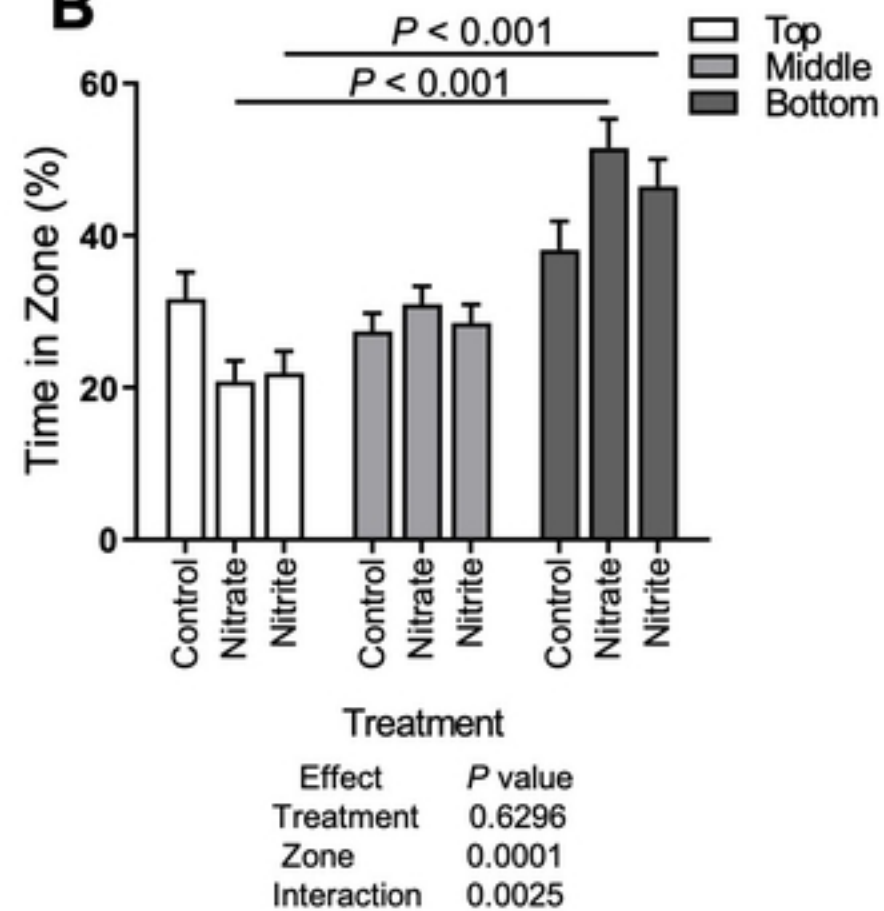 B
P < 0.001
P < 0.001
Top
Middle
Bottom
Time in Zone (%)
60
40
20
0
Control
Nitrate
Nitrite
Control
Nitrate
Nitrite
Control
Nitrate
Nitrite
Treatment
Effect P value
Treatment 0.6296
Zone 0.0001
Interaction 0.0025